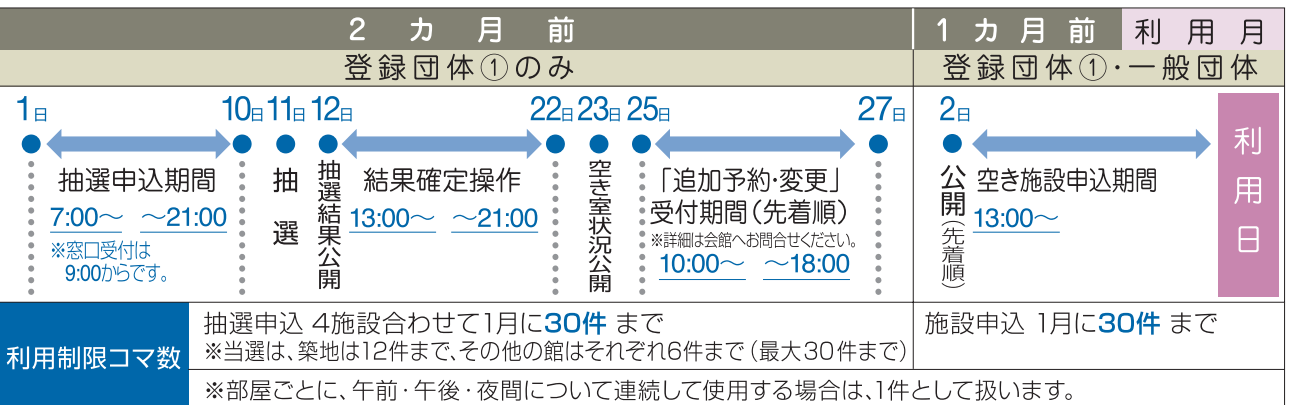 2カ月前
1カ月前
利用月
登録団体①のみ
登録団体①・一般団体
1日
10日
11日
12日
22日
23日
25日
27日
2日
抽選申込期間
7:00〜 〜21:00
※窓口受付は
9:00からです。
抽選
抽選結果公開
結果確定操作
13:00〜 〜21:00
空き室状況公開
「追加予約・変更」
受付期間(先着順)
※詳細は会館へお問合せください。
10:00〜 〜18:00
公開(先着順)
空き施設申込期間
13:00〜
利用日
利用制限コマ数
抽選申込 4施設合わせて1月に30件 まで
※当選は、築地は12件まで、その他の館はそれぞれ6件まで(最大30件まで)
施設申込 1月に30件 まで
※部屋ごとに、午前・午後・夜間について連続して使用する場合は、1件として扱います。